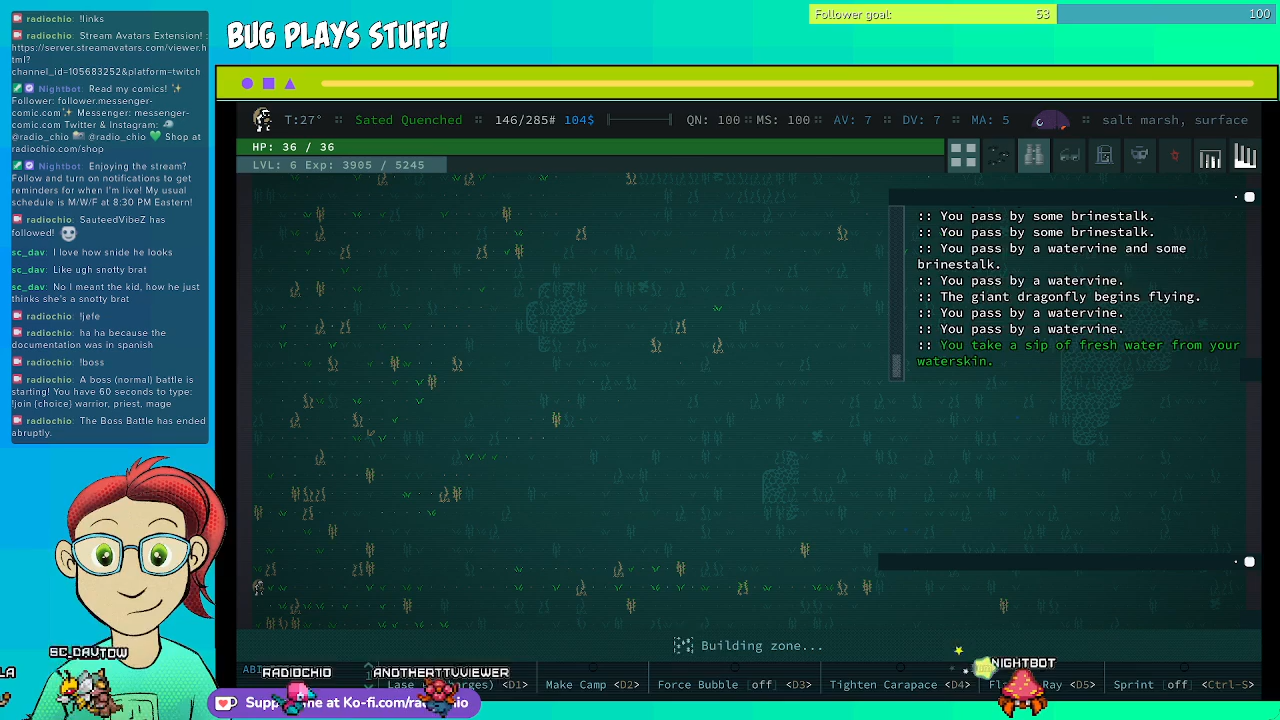 radiochio: !links
radiochio: Stream Avatars Extension! :
https://server.streamavatars.com/viewer.h
tml?
channel_id=105683252&platform=twitch
Nightbot: Read my comics! ✨
Follower: follower.messenger-
comic.com✨ Messenger: messenger-
comic.com Twitter & Instagram:
@radio_chio 📷 @radio_chio 💚 Shop at
radiochio.com/shop
Nightbot: Enjoying the stream?
Follow and turn on notifications to get
reminders for when I'm live! My usual
schedule is M/W/F at 8:30 PM Eastern!
radiochio: SauteedVibeZ has
followed!
sc_dav: I love how snide he looks
sc_dav: Like ugh snotty brat
sc_dav: No I meant the kid, how he just
thinks she's a snotty brat
radiochio: !jefe
radiochio: ha ha because the
documentation was in spanish
radiochio: !boss
radiochio: A boss (normal) battle is
starting! You have 60 seconds to type:
!join {choice} warrior, priest, mage
radiochio: The Boss Battle has ended
abruptly.
BUG PLAYS STUFF!
Follower goal: 53 100
T:27° :: Sated Quenched :: 146/285# 104$ QN: 100 :: MS: 100 :: AV: 7 :: DV: 7 :: MA: 5 :: salt marsh, surface
HP: 36 / 36
LVL: 6 Exp: 3905 / 5245
:: You pass by some brinestalk.
:: You pass by some brinestalk.
:: You pass by a watervine and some
brinestalk.
:: You pass by a watervine.
:: The giant dragonfly begins flying.
:: You pass by a watervine.
:: You pass by a watervine.
:: You take a sip of fresh water from your
waterskin.
Building zone...
<D1> Make Camp <D2> Force Bubble [off] <D3> Tighten Carapace <D4> Ray <D5> Sprint [off] <Ctrl-S>
SC_DAVTOW
RADIOCHIO
ANOTHERTTVVIEWER
NIGHTBOT